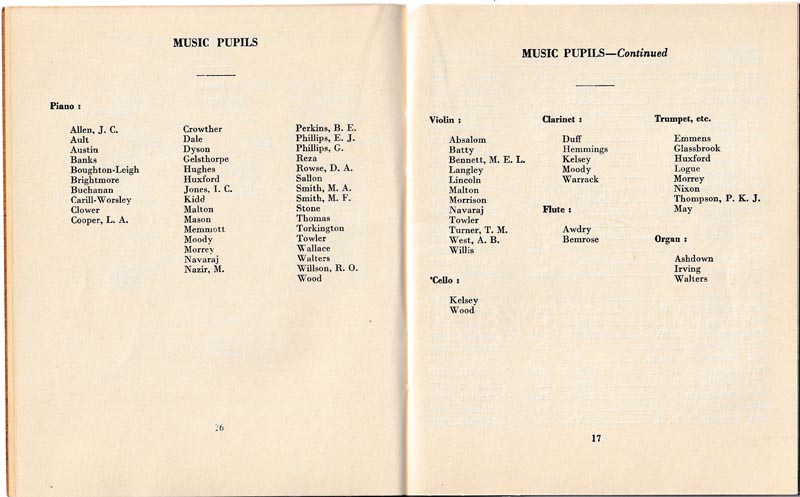 MUSIC PUPILS
Piano :
Allen, J. C.
Ault
Austin
Banks
Boughton-Leigh
Brightmore
Buchanan
Carill-Worsley
Clower
Cooper, L. A.
Crowther
Dale
Dyson
Gelsthorpe
Hughes
Huxford
Jones, I. C.
Kidd
Malton
Mason
Memmott
Moody
Morrey
Navaraj
Nazir, M.
Perkins, B. E.
Phillips, E. J.
Phillips, G.
Reza
Rowse, D. A.
Sallon
Smith, M. A.
Smith, M. F.
Stone
Thomas
Torkington
Towler
Wallace
Walters
Willson, R. O.
Wood
16
MUSIC PUPILS—Continued
Violin :
Absalom
Batty
Bennett, M. E. L.
Langley
Lincoln
Malton
Morrison
Navaraj
Towler
Turner, T. M.
West, A. B.
Willis
'Cello :
Kelsey
Wood
Clarinet :
Duff
Hemmings
Kelsey
Moody
Warrack
Flute :
Awdry
Bemrose
Trumpet, etc.
Emmens
Glassbrook
Huxford
Logue
Morrey
Nixon
Thompson, P. K. J.
May
Organ :
Ashdown
Irving
Walters
17